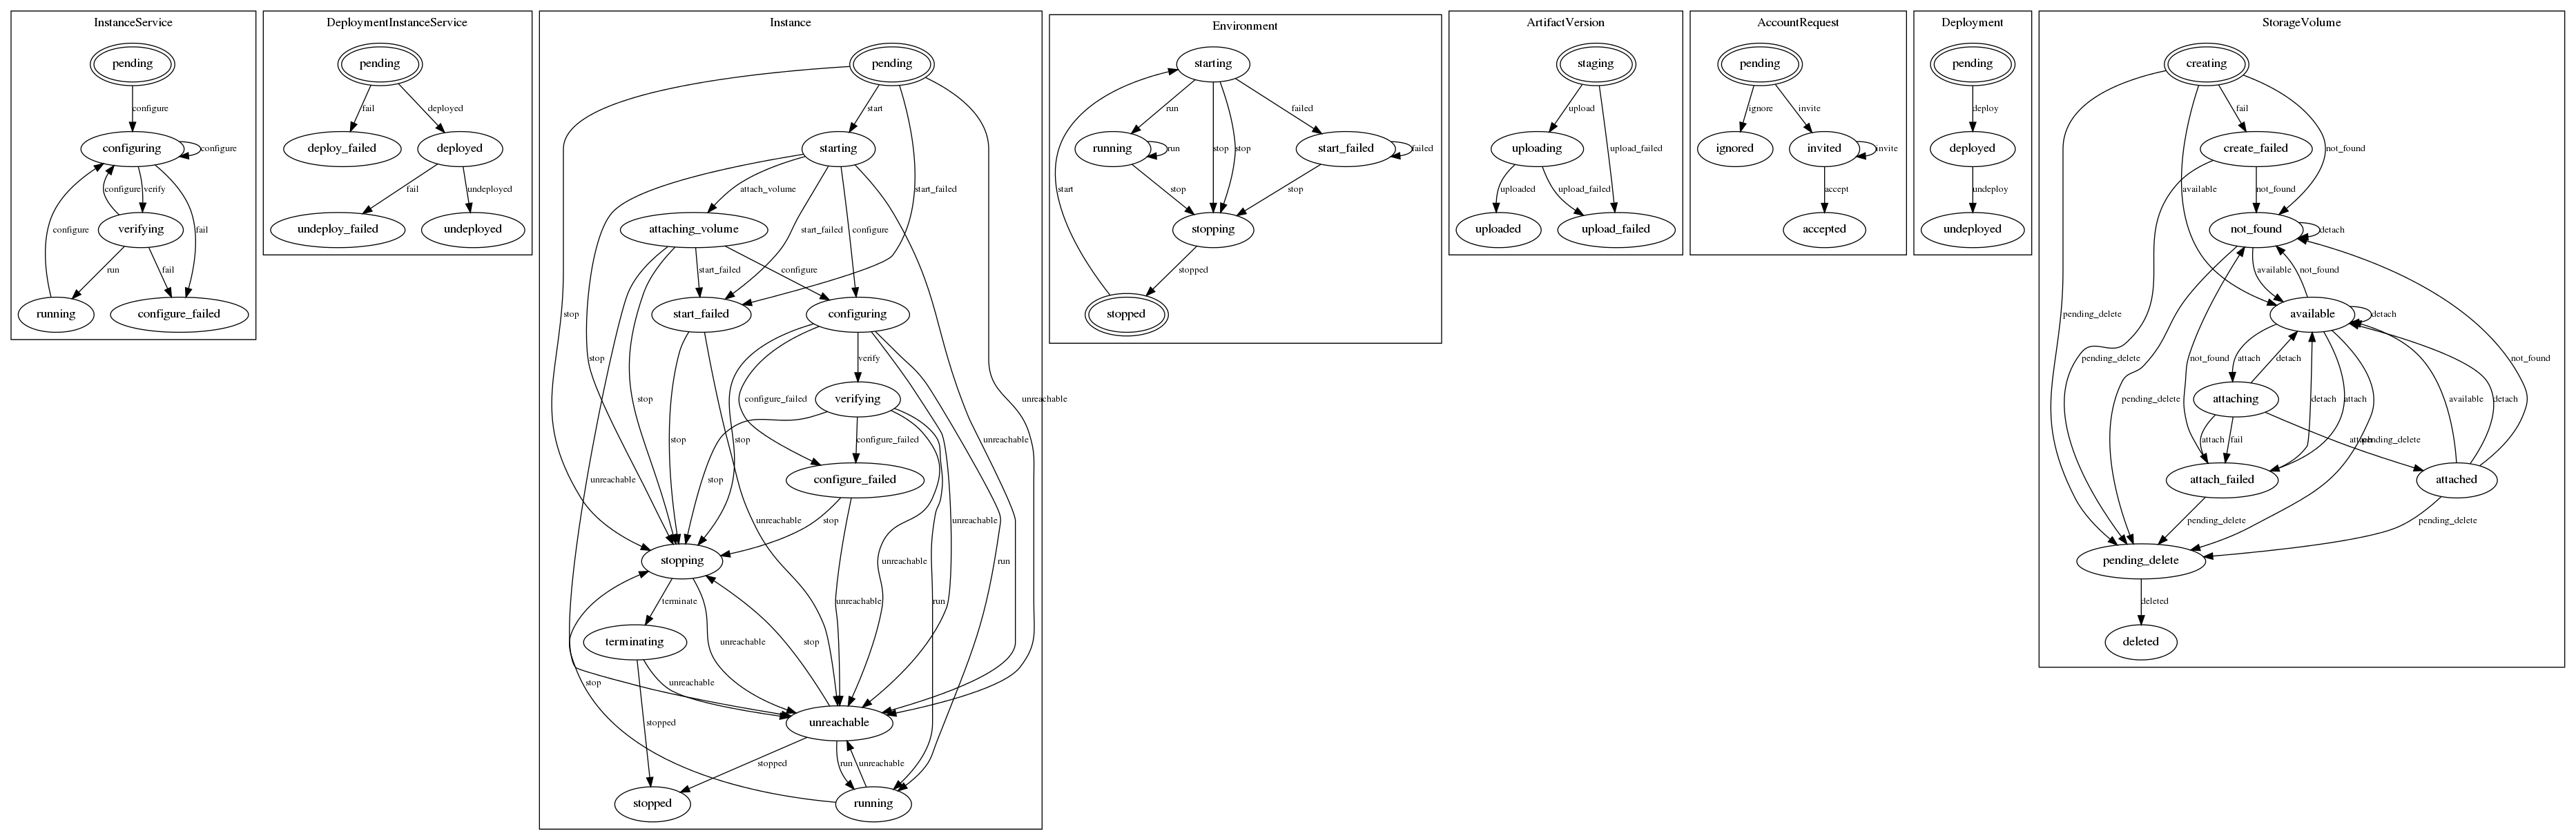 InstanceService
pending
configure
configuring
configure
configure
verify
verifying
configure
fail
run
fail
running
configure_failed
DeploymentInstanceService
pending
fail
deployed
deploy_failed
deployed
fail
undeployed
undeploy_failed
undeployed
Instance
pending
start
starting
start_failed
attach_volume
attaching_volume
start_failed
configure
start_failed
configure
stop
start_failed
configuring
stop
verify
stop
configure_failed
verifying
stop
stop
configure_failed
unreachable
unreachable
unreachable
stop
configure_failed
unreachable
stop
unreachable
run
stopping
unreachable
terminate
unreachable
run
terminating
unreachable
stop
stop
unreachable
unreachable
stopped
stopped
run
unreachable
stopped
running
Environment
starting
run
failed
running
run
stop
stop
start_failed
failed
start
stop
stop
stopping
stopped
stopped
ArtifactVersion
staging
upload
uploading
upload_failed
uploaded
upload_failed
uploaded
upload_failed
AccountRequest
pending
ignore
invite
ignored
invited
invite
accept
accepted
Deployment
pending
deploy
deployed
undeploy
undeployed
StorageVolume
creating
fail
create_failed
not_found
available
not_found
not_found
detach
available
not_found
pending_delete
available
detach
pending_delete
not_found
attach
detach
not_found
pending_delete
attaching
detach
attach
available
detach
attach
fail
attach
pending_delete
attach_failed
attached
pending_delete
pending_delete
pending_delete
deleted
deleted